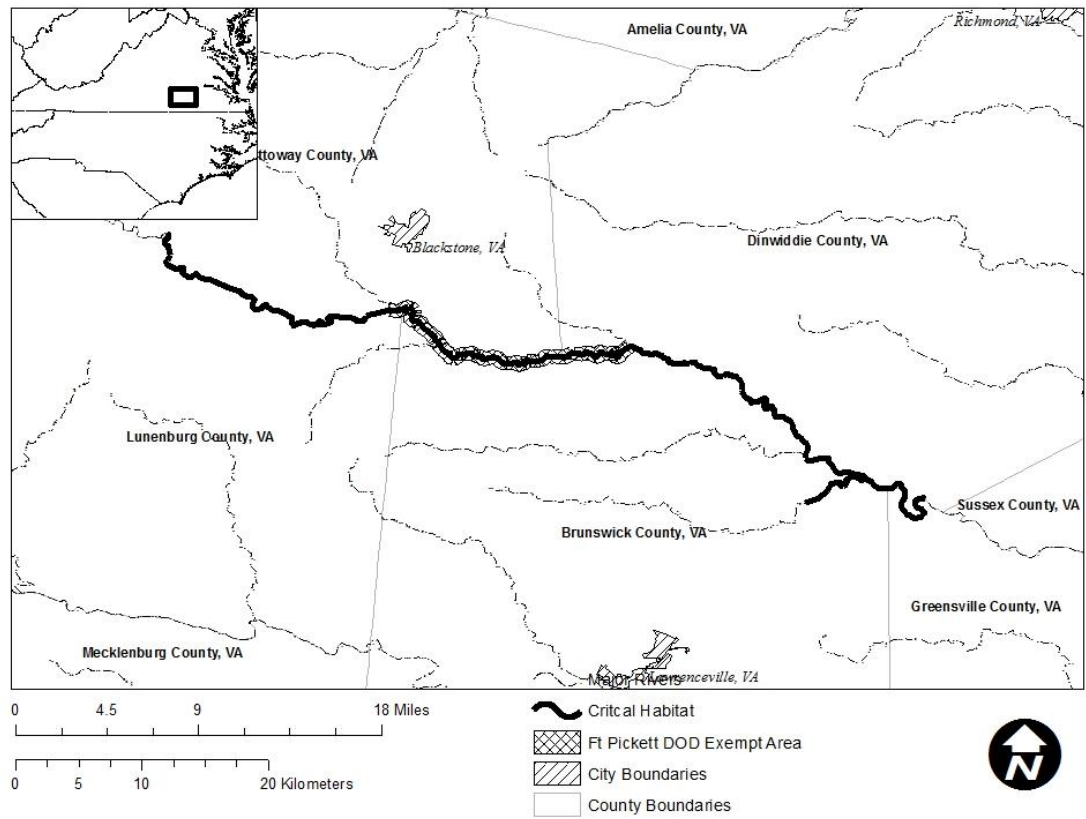 Amelia County, VA
Richmond, VA
ttoway County, VA
Blackstone, VA
Dinwiddie County, VA
Lunenburg County, VA
Sussex County, VA
Brunswick County, VA
Greensville County, VA
Mecklenburg County, VA
Lawrenceville, VA
Major Rivers
0 4.5 9 18 Miles
0 5 10 20 Kilometers
Critcal Habitat
Ft Pickett DOD Exempt Area
City Boundaries
County Boundaries
N